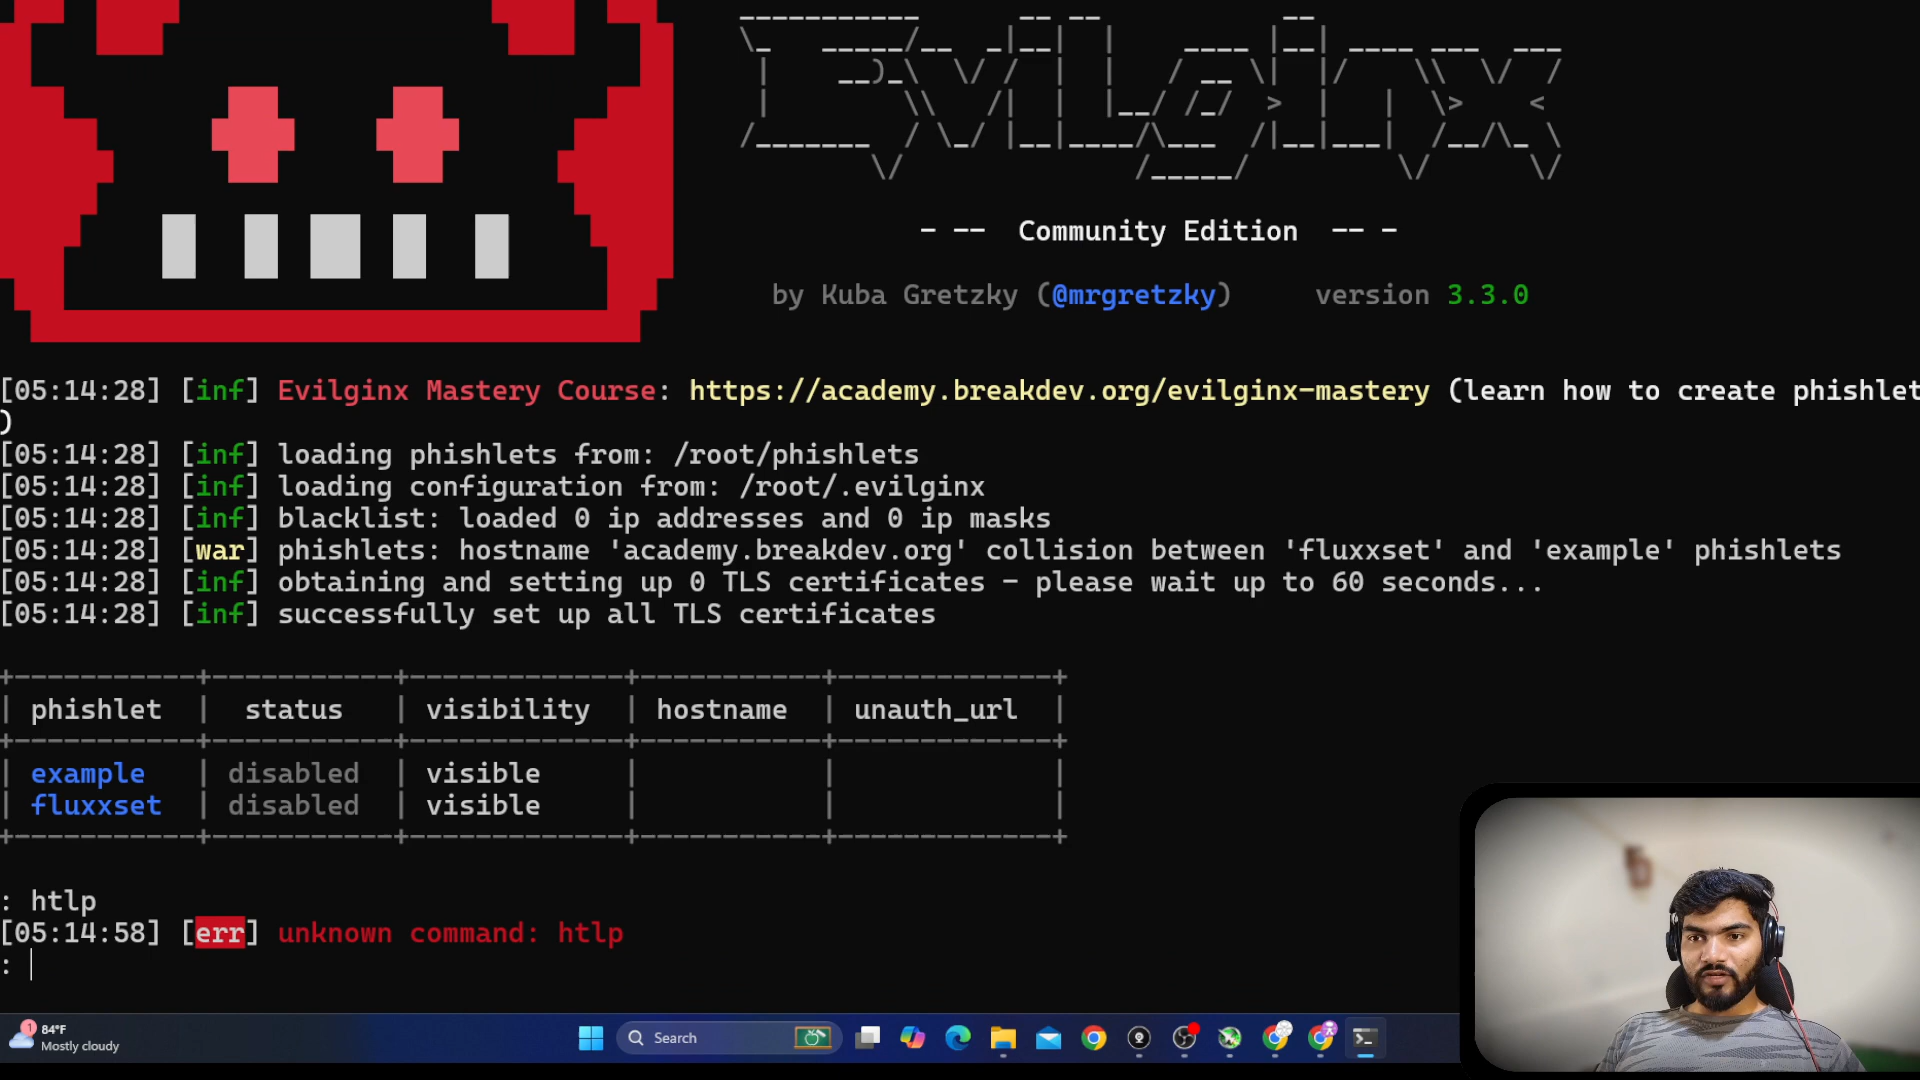 Evilginx
- -- Community Edition -- -
by Kuba Gretzky (@mrgretzky) version 3.3.0
[05:14:28] [inf] Evilginx Mastery Course: https://academy.breakdev.org/evilginx-mastery (learn how to create phishlet
)
[05:14:28] [inf] loading phishlets from: /root/phishlets
[05:14:28] [inf] loading configuration from: /root/.evilginx
[05:14:28] [inf] blacklist: loaded 0 ip addresses and 0 ip masks
[05:14:28] [war] phishlets: hostname 'academy.breakdev.org' collision between 'fluxxset' and 'example' phishlets
[05:14:28] [inf] obtaining and setting up 0 TLS certificates - please wait up to 60 seconds...
[05:14:28] [inf] successfully set up all TLS certificates
+-----------+-----------+-------------+-----------+-------------+
| phishlet | status | visibility | hostname | unauth_url |
+-----------+-----------+-------------+-----------+-------------+
| example | disabled | visible | | |
| fluxxset | disabled | visible | | |
+-----------+-----------+-------------+-----------+-------------+
: htlp
[05:14:58] [err] unknown command: htlp
:
1
84°F
Mostly cloudy
Search